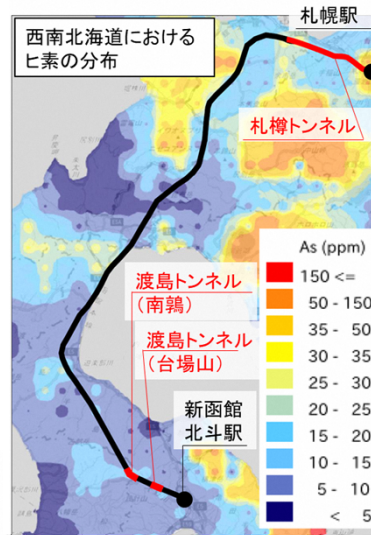 札幌駅
西南北海道における
ヒ素の分布
札樽トンネル
As (ppm)
150 <=
50 - 150
35 - 50
30 - 35
25 - 30
20 - 25
15 - 20
10 - 15
5 - 10
< 5
渡島トンネル
(南鶉)
渡島トンネル
(台場山)
新函館
北斗駅